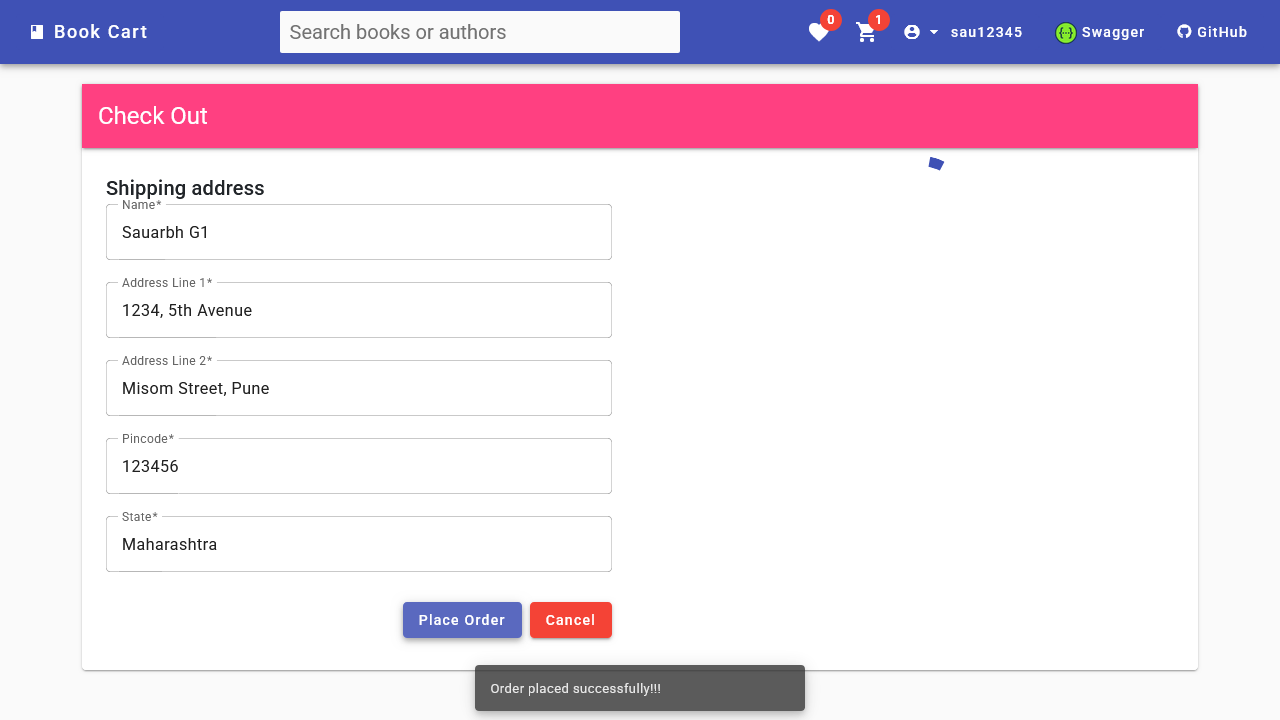 Book Cart
Search books or authors
0
1
sau12345
{···}
Swagger
GitHub
Check Out
Shipping address
Name*
Sauarbh G1
Address Line 1*
1234, 5th Avenue
Address Line 2*
Misom Street, Pune
Pincode*
123456
State*
Maharashtra
Place Order
Cancel
Order placed successfully!!!